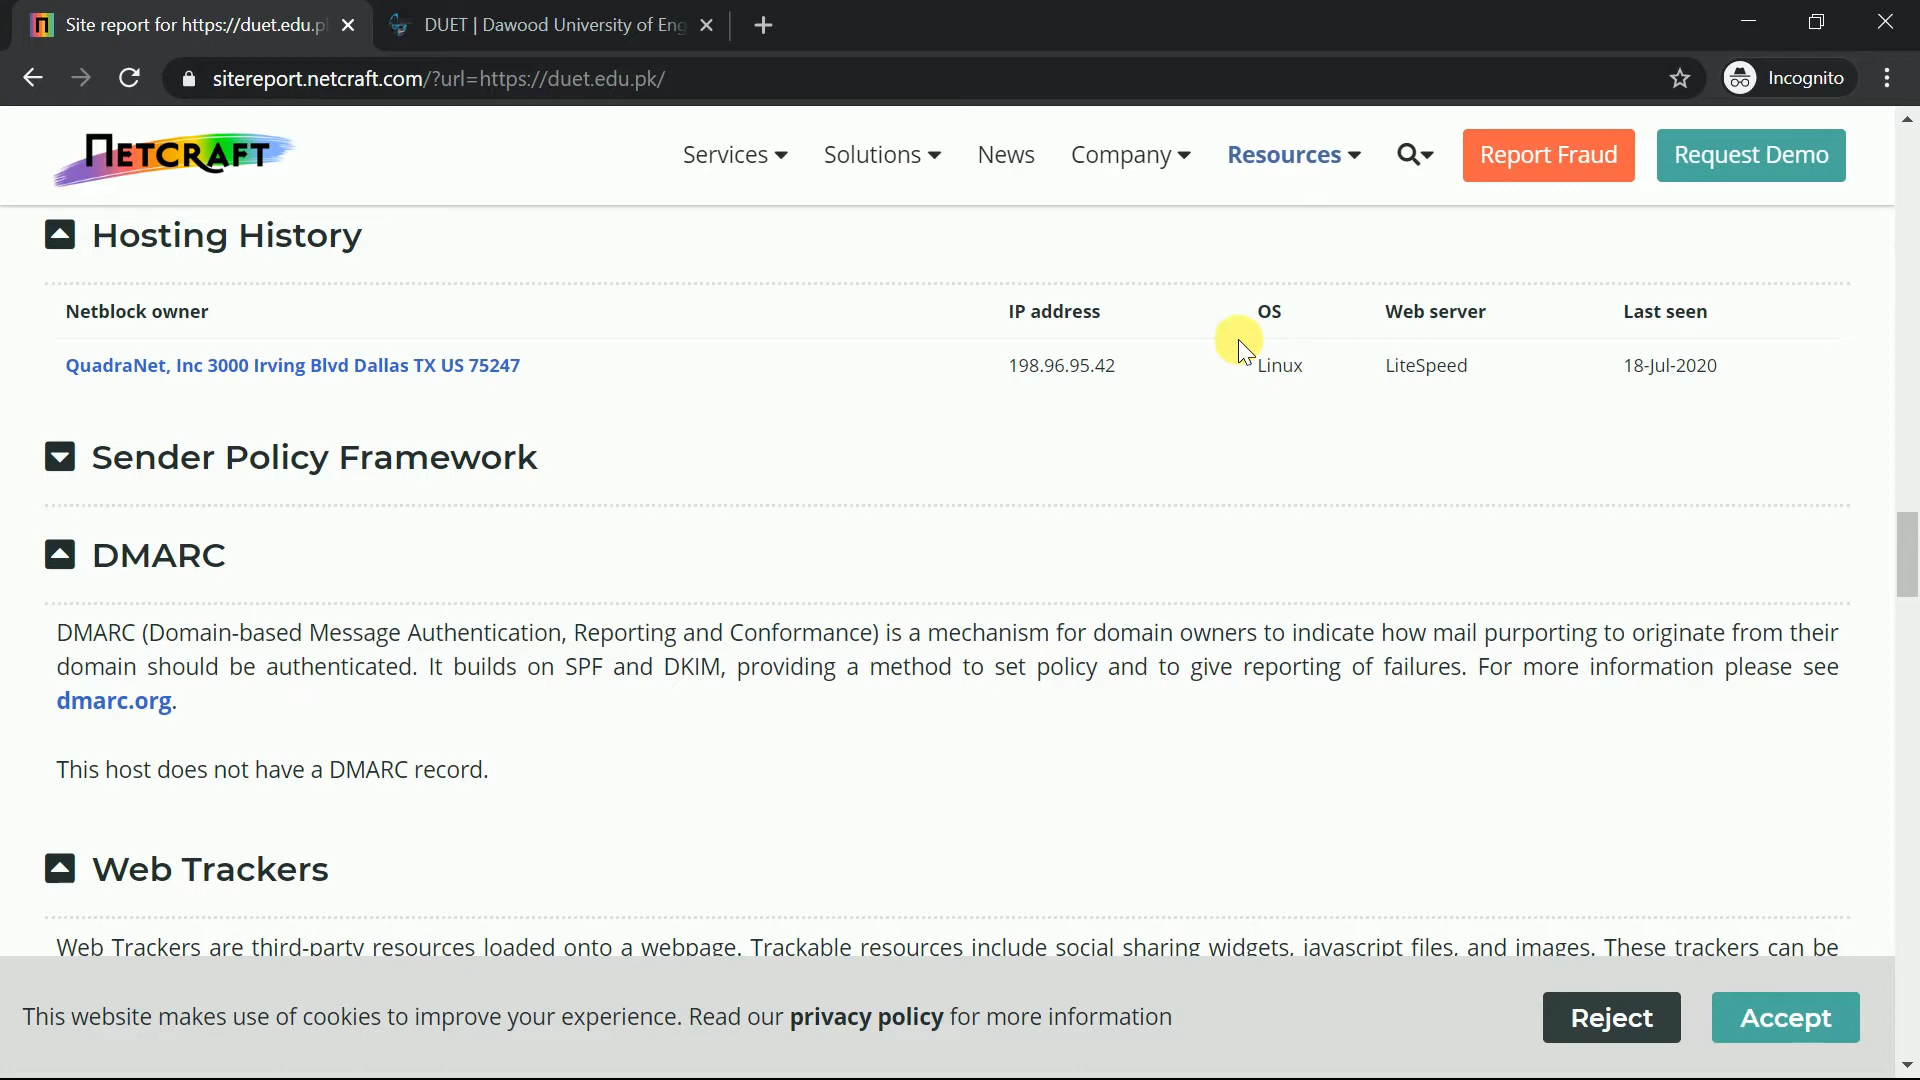 Site report for https://duet.edu.p
DUET | Dawood University of Eng
sitereport.netcraft.com/?url=https://duet.edu.pk/
Incognito
NETCRAFT
Services
Solutions
News
Company
Resources
Report Fraud
Request Demo
Hosting History
Netblock owner IP address OS Web server Last seen
QuadraNet, Inc 3000 Irving Blvd Dallas TX US 75247 198.96.95.42 Linux LiteSpeed 18-Jul-2020
Sender Policy Framework
DMARC
DMARC (Domain-based Message Authentication, Reporting and Conformance) is a mechanism for domain owners to indicate how mail purporting to originate from their
domain should be authenticated. It builds on SPF and DKIM, providing a method to set policy and to give reporting of failures. For more information please see
dmarc.org.
This host does not have a DMARC record.
Web Trackers
Web Trackers are third-party resources loaded onto a webpage. Trackable resources include social sharing widgets, javascript files, and images. These trackers can be
This website makes use of cookies to improve your experience. Read our privacy policy for more information
Reject
Accept